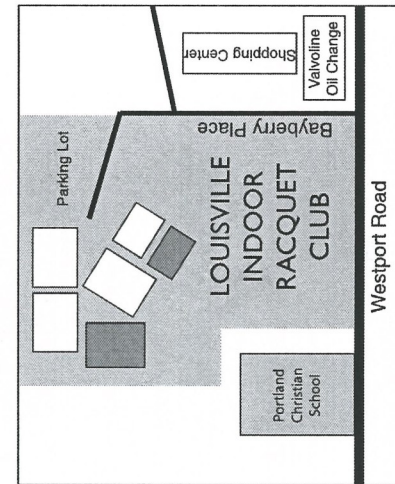 Parking Lot
Shopping Center
Valvoline
Oil Change
Bayberry Place
LOUISVILLE
INDOOR
RACQUET
CLUB
Portland
Christian
School
Westport Road